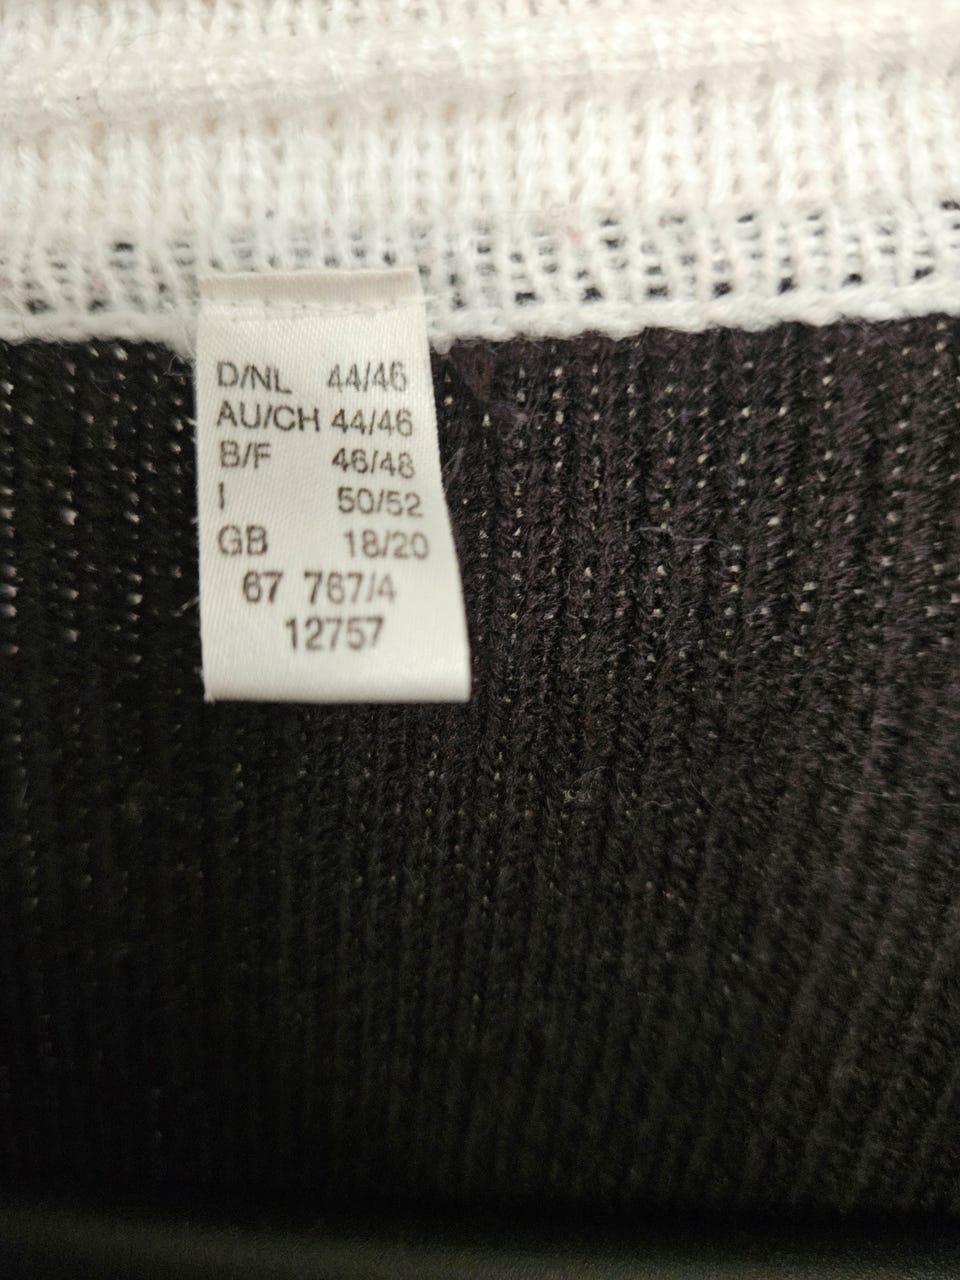 D/NL 44/46
AU/CH 44/46
B/F 46/48
I 50/52
GB 18/20
67 767/4
12757